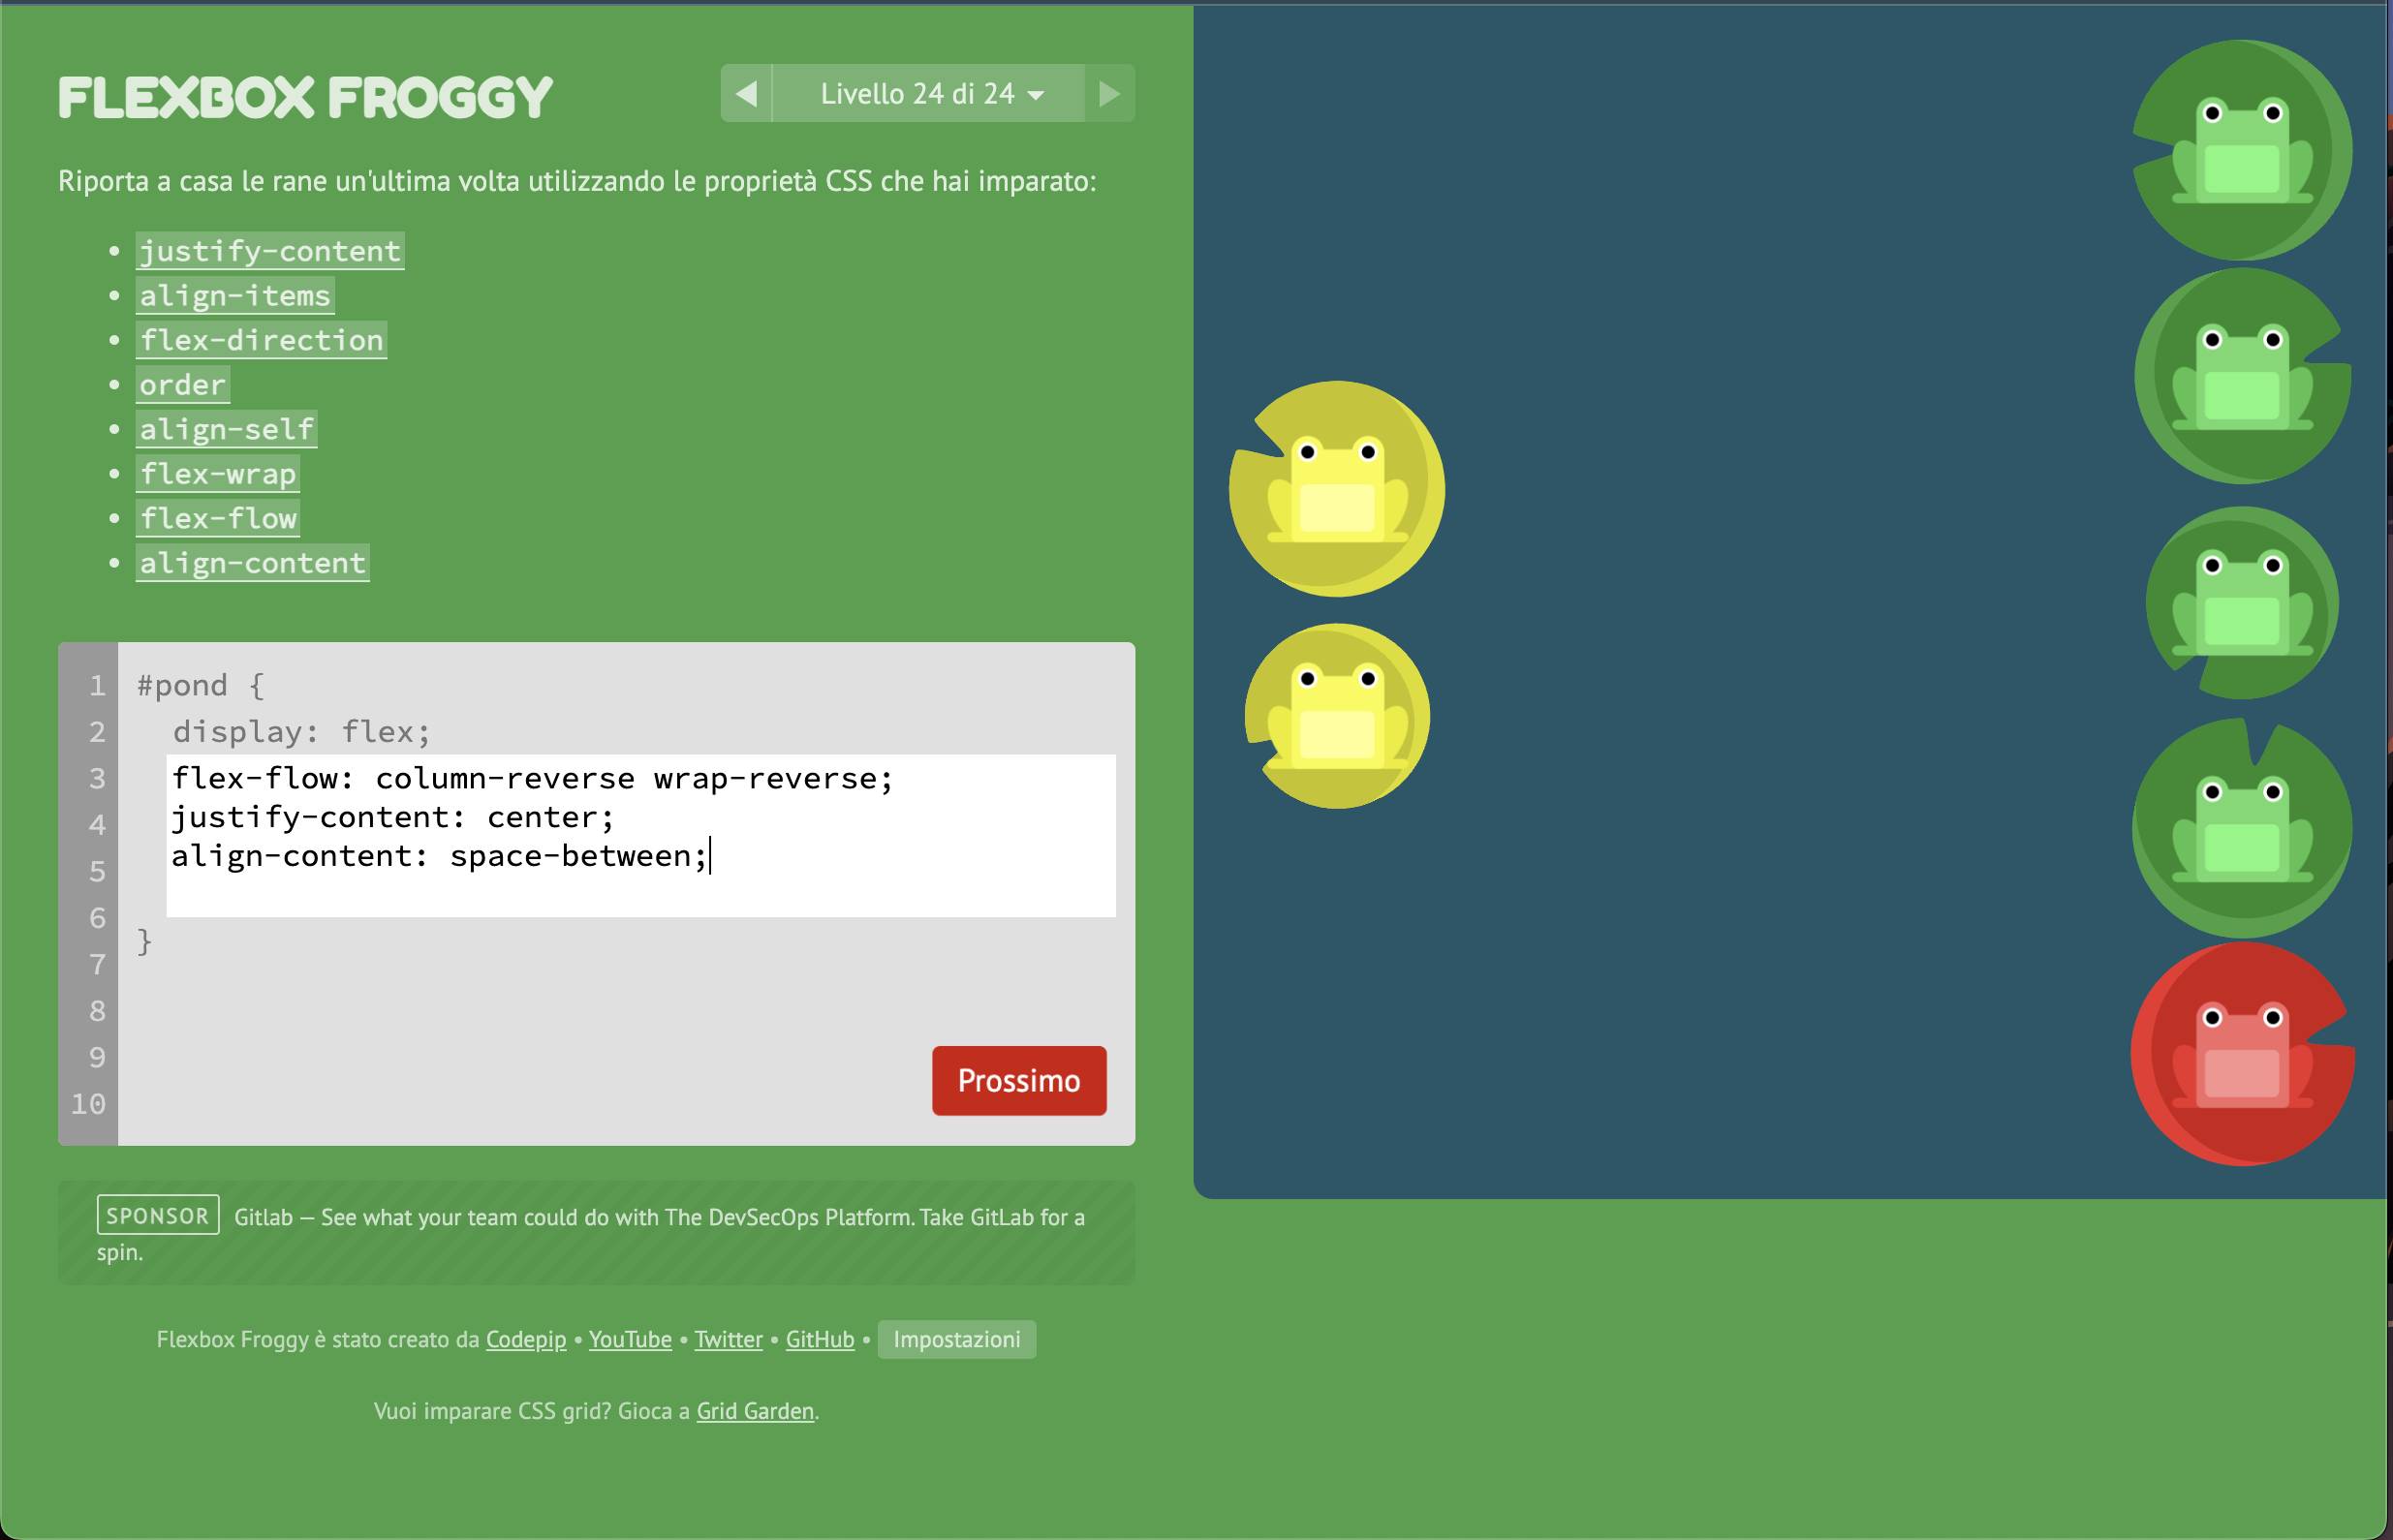 FLEXBOX FROGGY
Livello 24 di 24
Riporta a casa le rane un'ultima volta utilizzando le proprietà CSS che hai imparato:
• justify-content
• align-items
• flex-direction
• order
• align-self
• flex-wrap
• flex-flow
• align-content
1 #pond {
2 display: flex;
3 flex-flow: column-reverse wrap-reverse;
4 justify-content: center;
5 align-content: space-between;
6
}
7
8
9
10
Prossimo
SPONSOR Gitlab — See what your team could do with The DevSecOps Platform. Take GitLab for a
spin.
Flexbox Froggy è stato creato da Codepip • YouTube • Twitter • GitHub • Impostazioni
Vuoi imparare CSS grid? Gioca a Grid Garden.